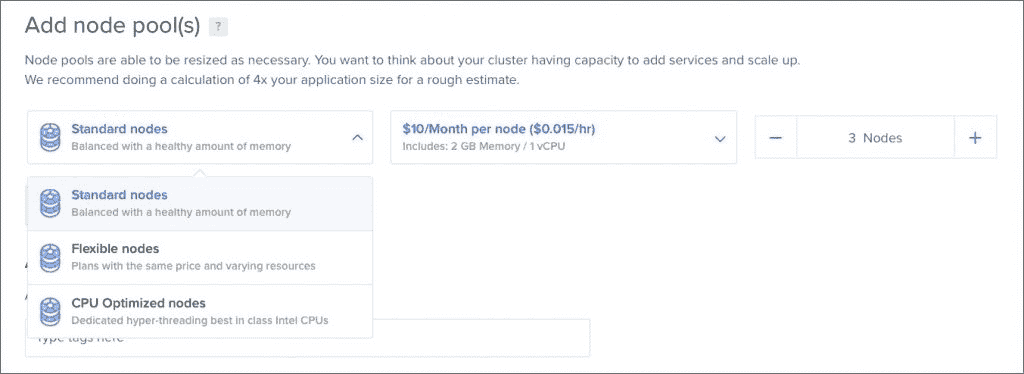 Add node pool(s) ?
Node pools are able to be resized as necessary. You want to think about your cluster having capacity to add services and scale up.
We recommend doing a calculation of 4x your application size for a rough estimate.
Standard nodes
Balanced with a healthy amount of memory
$10/Month per node ($0.015/hr)
Includes: 2 GB Memory / 1 vCPU
− 3 Nodes +
Standard nodes
Balanced with a healthy amount of memory
Flexible nodes
Plans with the same price and varying resources
CPU Optimized nodes
Dedicated hyper-threading best in class Intel CPUs
Type tags here